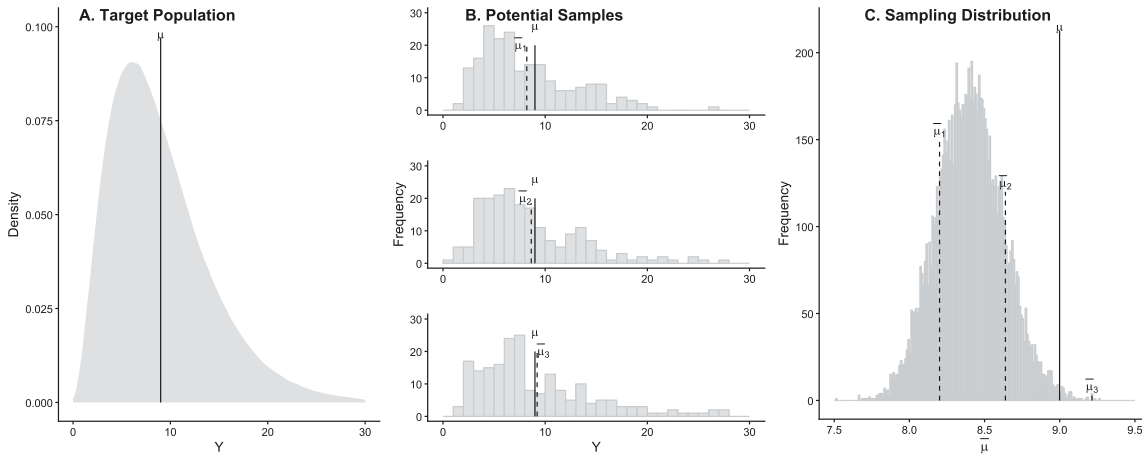 A. Target Population
μ
0.100
0.075
0.050
0.025
0.000
Density
0
10
20
30
Y
B. Potential Samples
μ
μ̅1
30
20
10
0
0
10
20
30
μ
μ̅2
30
20
10
0
Frequency
0
10
20
30
μ
μ̅3
30
20
10
0
0
10
20
30
Y
C. Sampling Distribution
μ
μ̅1
μ̅2
μ̅3
200
150
100
50
0
Frequency
7.5
8.0
8.5
9.0
9.5
μ̅